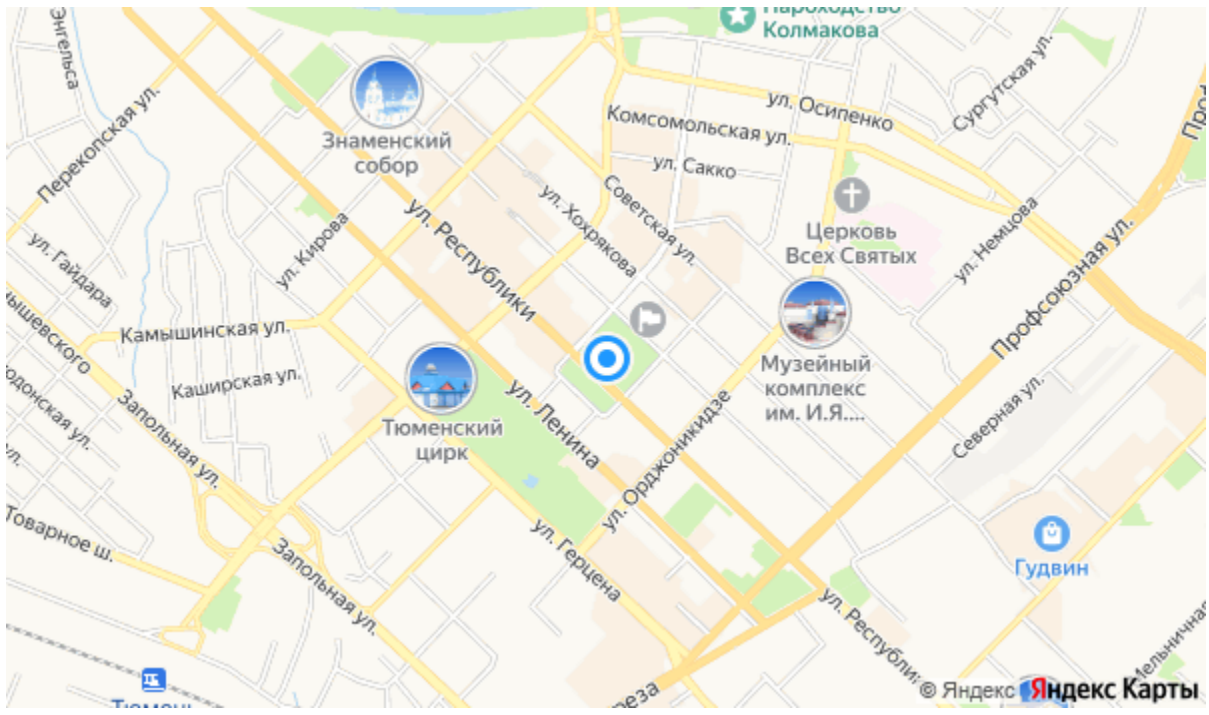 Пароходство
Колмакова
Энгельса
Сургутская ул.
ул. Осипенко
Перекопская ул.
Комсомольская ул.
Знаменский
собор
ул. Сакко
ул. Хохрякова
Советская ул.
ул. Республики
ул. Кирова
Церковь
Всех Святых
ул. Немцова
Профсоюзная ул.
ул. Гайдара
Камышинская ул.
Каширская ул.
Музейный
комплекс
им. И.Я....
ул. Ленина
Тюменский
цирк
ул. Орджоникидзе
Северная ул.
Запольная ул.
Товарное ш.
Запольная ул.
ул. Герцена
Гудвин
ул. Республи
Мельничная
Тюмень
© Яндекс Яндекс Карты